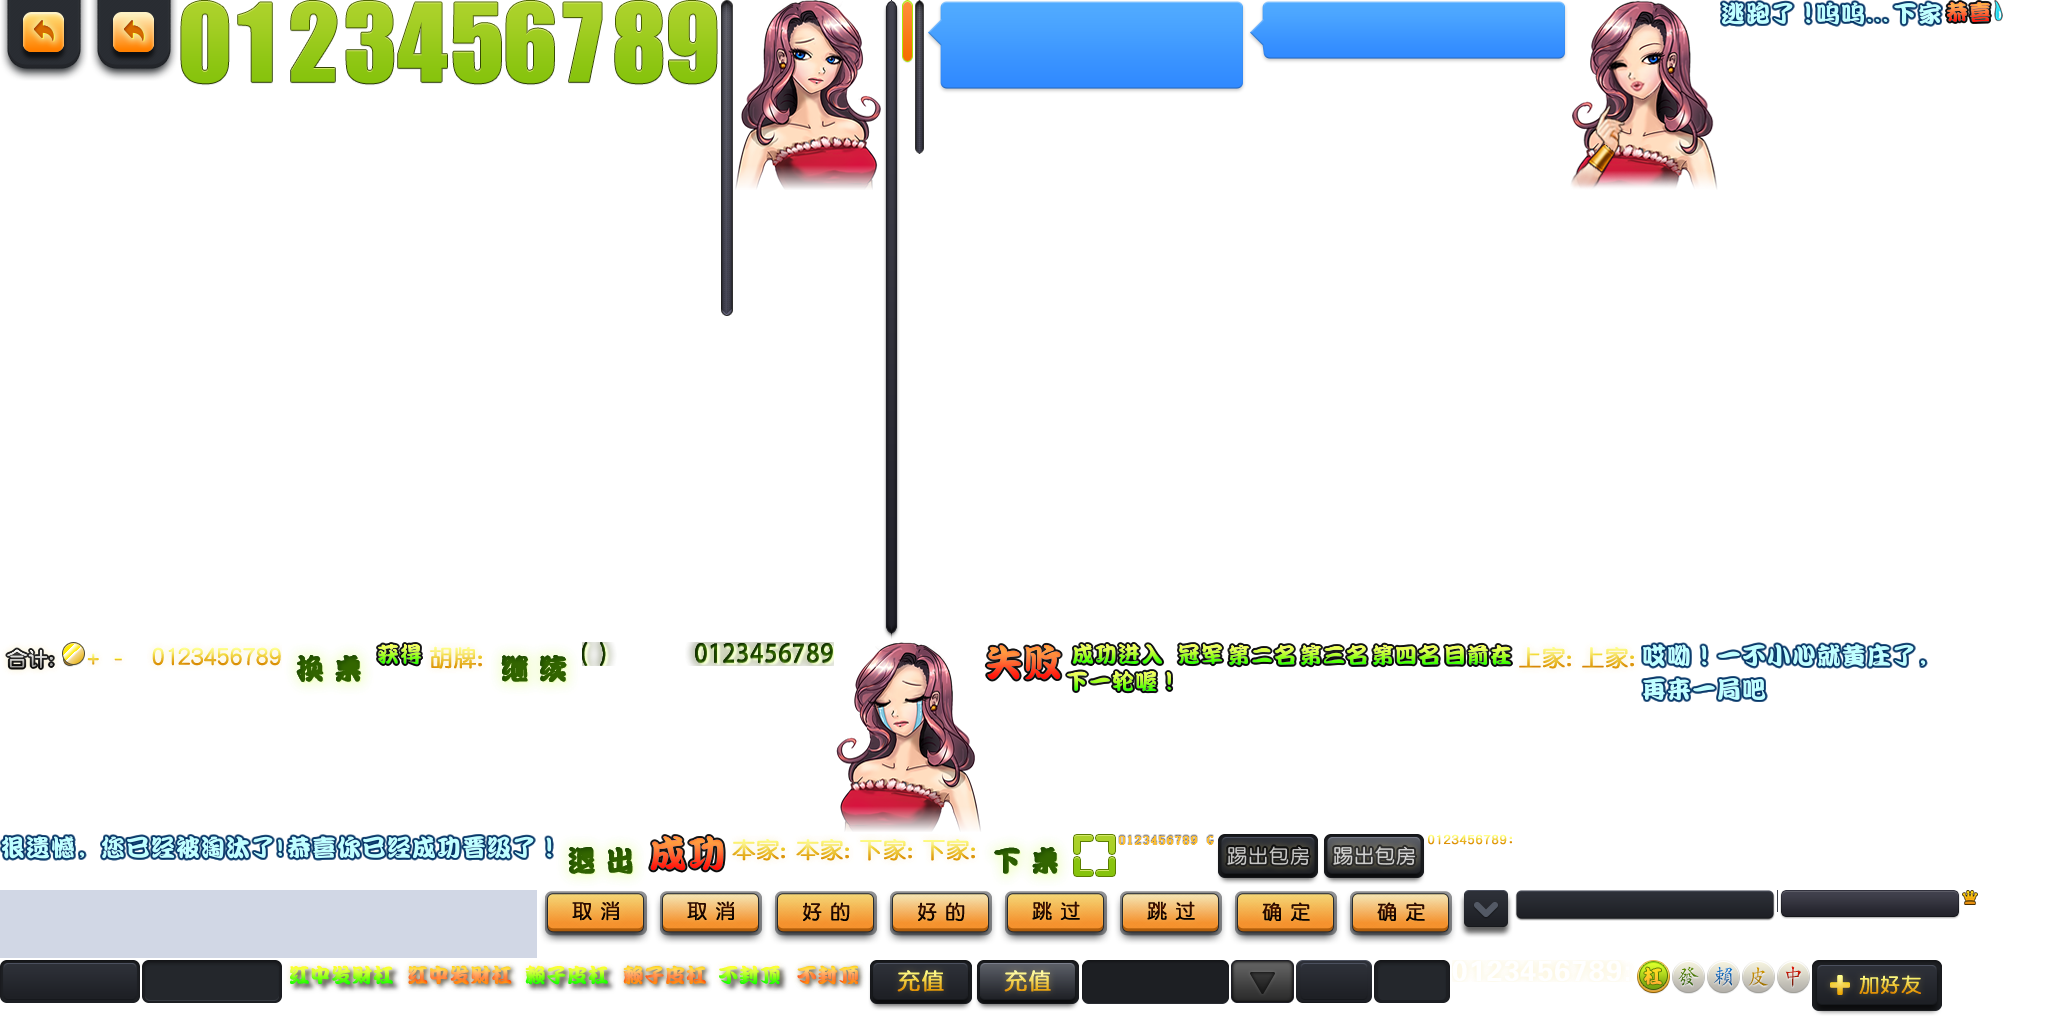 0123456789
逃跑了！呜呜...下家恭喜
合计: + - 0123456789 换桌 获得 胡牌: 继续 ( ) 0123456789 失败 成功进入 冠军 第二名 第三名 第四名 目前在 上家: 上家: 哎呦！一不小心就黄庄了，
下一轮喔！
再来一局吧
很遗憾，您已经被淘汰了!恭喜你已经成功晋级了！ 退出 成功 本家: 本家: 下家: 下家: 下桌 0123456789 踢出包房 踢出包房 0123456789:
取消 取消 好的 好的 跳过 跳过 确定 确定
红中发财杠 红中发财杠 赖子皮杠 赖子皮杠 不封顶 不封顶 充值 充值 0123456789 杠 發 賴 皮 中 加好友